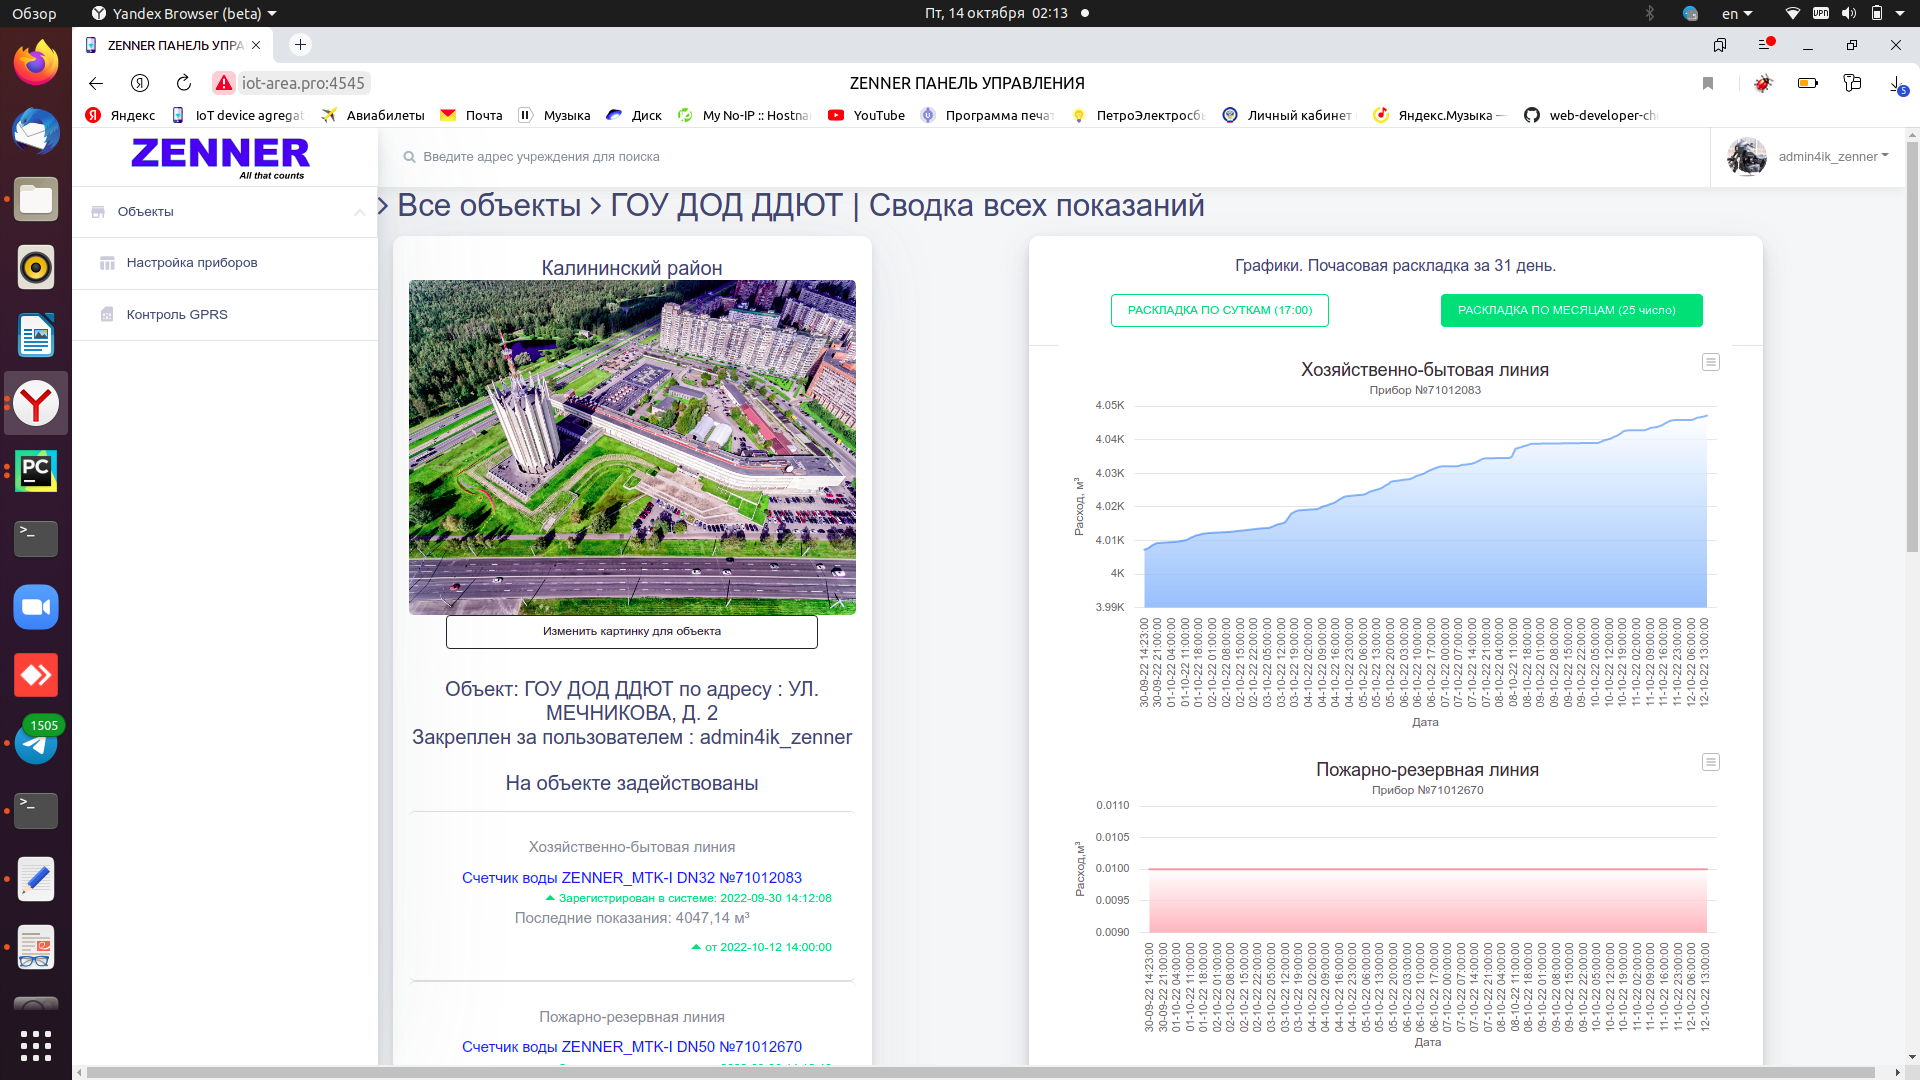 Обзор
Yandex Browser (beta)
Пт, 14 октября 02:13
en
VPN
ZENNER ПАНЕЛЬ УПРА
iot-area.pro:4545
ZENNER ПАНЕЛЬ УПРАВЛЕНИЯ
5
Яндекс
IoT device agregat
Авиабилеты
Почта
Музыка
Диск
My No-IP :: Hostna
YouTube
Программа печат
ПетроЭлектросб
Личный кабинет
Яндекс.Музыка —
web-developer-ch
ZENNER
All that counts
Введите адрес учреждения для поиска
admin4ik_zenner
Объекты
Настройка приборов
Контроль GPRS
1505
Все объекты > ГОУ ДОД ДДЮТ | Сводка всех показаний
Калининский район
Изменить картинку для объекта
Объект: ГОУ ДОД ДДЮТ по адресу : УЛ.
МЕЧНИКОВА, Д. 2
Закреплен за пользователем : admin4ik_zenner
На объекте задействованы
Хозяйственно-бытовая линия
Счетчик воды ZENNER_MTK-I DN32 №71012083
Зарегистрирован в системе: 2022-09-30 14:12:06
Последние показания: 4047,14 м³
от 2022-10-12 14:00:00
Пожарно-резервная линия
Счетчик воды ZENNER_MTK-I DN50 №71012670
Графики. Почасовая раскладка за 31 день.
РАСКЛАДКА ПО СУТКАМ (17:00)
РАСКЛАДКА ПО МЕСЯЦАМ (25 число)
Хозяйственно-бытовая линия
Прибор №71012083
Расход, м³
4.05K
4.04K
4.03K
4.02K
4.01K
4K
3.99K
30-09-22 14:23:00
30-09-22 21:00:00
01-10-22 04:00:00
01-10-22 11:00:00
01-10-22 18:00:00
02-10-22 01:00:00
02-10-22 08:00:00
02-10-22 15:00:00
02-10-22 22:00:00
03-10-22 05:00:00
03-10-22 12:00:00
03-10-22 19:00:00
04-10-22 02:00:00
04-10-22 09:00:00
04-10-22 16:00:00
04-10-22 23:00:00
05-10-22 06:00:00
05-10-22 13:00:00
05-10-22 20:00:00
06-10-22 03:00:00
06-10-22 10:00:00
06-10-22 17:00:00
07-10-22 00:00:00
07-10-22 07:00:00
07-10-22 14:00:00
07-10-22 21:00:00
08-10-22 04:00:00
08-10-22 11:00:00
08-10-22 18:00:00
09-10-22 01:00:00
09-10-22 08:00:00
09-10-22 15:00:00
09-10-22 22:00:00
10-10-22 05:00:00
10-10-22 12:00:00
10-10-22 19:00:00
11-10-22 02:00:00
11-10-22 09:00:00
11-10-22 16:00:00
11-10-22 23:00:00
12-10-22 06:00:00
12-10-22 13:00:00
Дата
Пожарно-резервная линия
Прибор №71012670
Расход,м³
0.0110
0.0105
0.0100
0.0095
0.0090
30-09-22 14:23:00
30-09-22 21:00:00
01-10-22 04:00:00
01-10-22 11:00:00
01-10-22 18:00:00
02-10-22 01:00:00
02-10-22 08:00:00
02-10-22 15:00:00
02-10-22 22:00:00
03-10-22 05:00:00
03-10-22 12:00:00
03-10-22 19:00:00
04-10-22 02:00:00
04-10-22 09:00:00
04-10-22 16:00:00
04-10-22 23:00:00
05-10-22 06:00:00
05-10-22 13:00:00
05-10-22 20:00:00
06-10-22 03:00:00
06-10-22 10:00:00
06-10-22 17:00:00
07-10-22 00:00:00
07-10-22 07:00:00
07-10-22 14:00:00
07-10-22 21:00:00
08-10-22 04:00:00
08-10-22 11:00:00
08-10-22 18:00:00
09-10-22 01:00:00
09-10-22 08:00:00
09-10-22 15:00:00
09-10-22 22:00:00
10-10-22 05:00:00
10-10-22 12:00:00
10-10-22 19:00:00
11-10-22 02:00:00
11-10-22 09:00:00
11-10-22 16:00:00
11-10-22 23:00:00
12-10-22 06:00:00
12-10-22 13:00:00
Дата